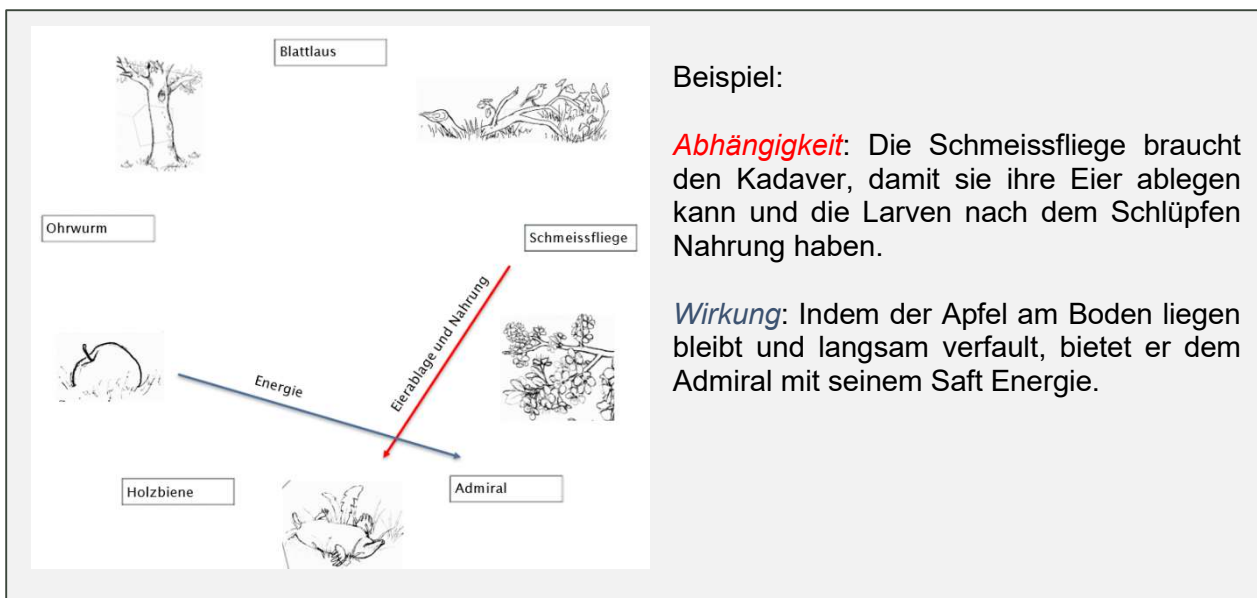 Blattlaus
Ohrwurm
Schmeissfliege
Eierablage und Nahrung
Energie
Holzbiene
Admiral
Beispiel:
Abhängigkeit: Die Schmeissfliege braucht
den Kadaver, damit sie ihre Eier ablegen
kann und die Larven nach dem Schlüpfen
Nahrung haben.
Wirkung: Indem der Apfel am Boden liegen
bleibt und langsam verfault, bietet er dem
Admiral mit seinem Saft Energie.